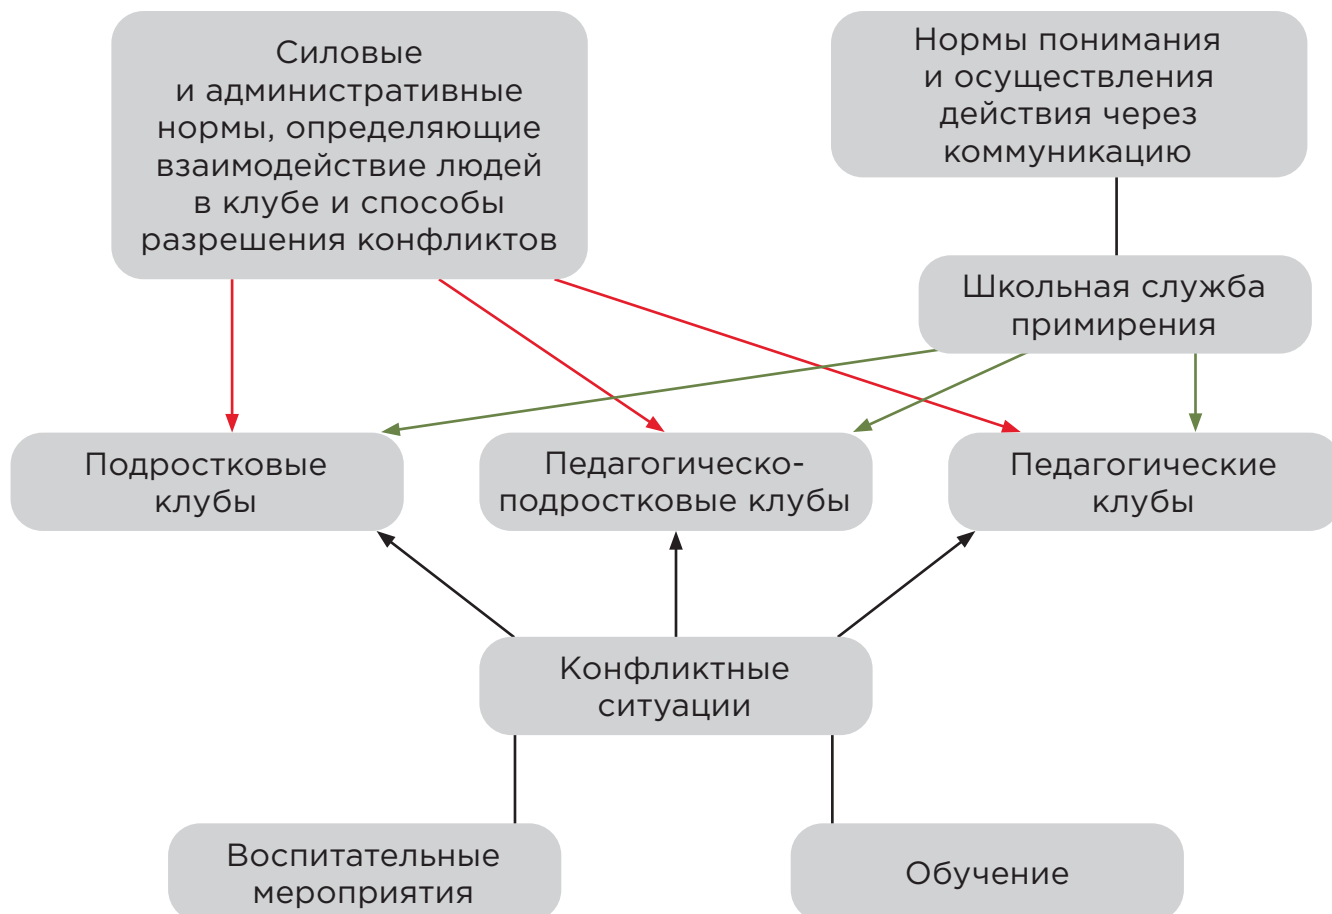 Силовые
и административные
нормы, определяющие
взаимодействие людей
в клубе и способы
разрешения конфликтов
Нормы понимания
и осуществления
действия через
коммуникацию
Школьная служба
примирения
Подростковые
клубы
Педагогическо-
подростковые клубы
Педагогические
клубы
Конфликтные
ситуации
Воспитательные
мероприятия
Обучение